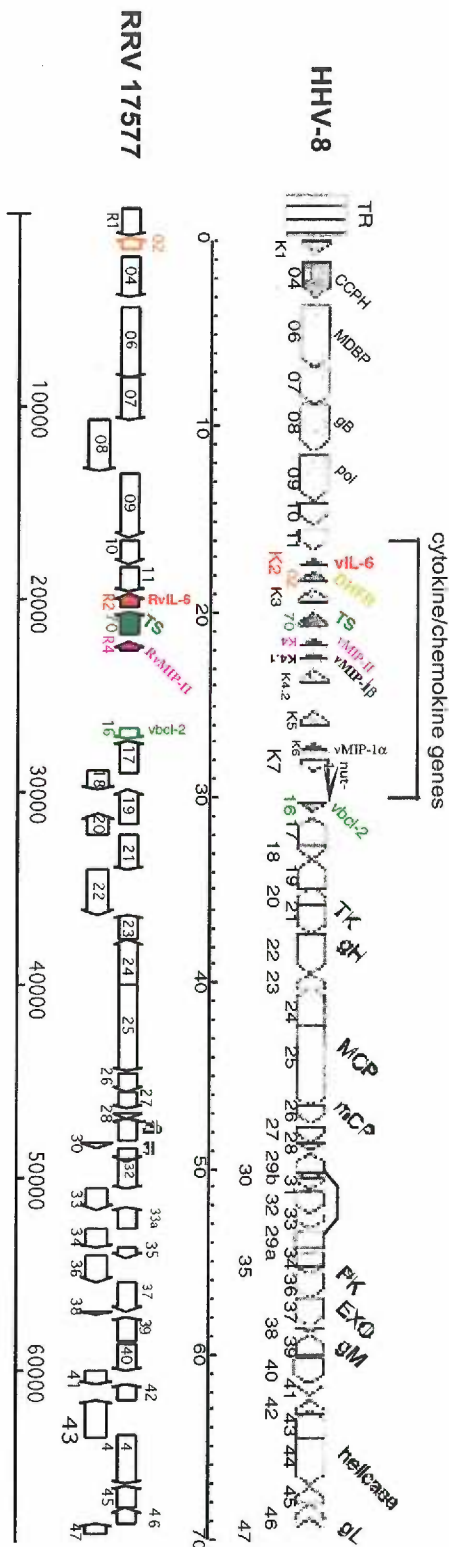 cytokine/chemokine genes
CCPH MDBP gB pol vIL-6 DHFR TS vMIP-II vMIP-1β vMIP-1α nut- vbcl-2 TK gH MCP mCP PK EXO gM helicase gL
HHV-8
TR
K1 04 06 07 08 09 10 11 K2 K3 70 K4 K4.2 K5 K6 K7 16 17 18 19 20 21 22 23 24 25 26 27 28 29b 30 31 32 33 29a 34 35 36 37 38 39 40 41 42 43 44 45 46 47
0 10 20 30 40 50 60 70
RvIL-6 TS RvMIP-II vbcl-2
RRV 17577
R1 02 04 06 07 08 09 10 11 R2 70 R4 16 17 18 19 20 21 22 23 24 25 26 27 28 30 31 32 33 33a 34 35 36 37 38 39 40 41 42 43 4 4 45 46 47
10000 20000 30000 40000 50000 60000